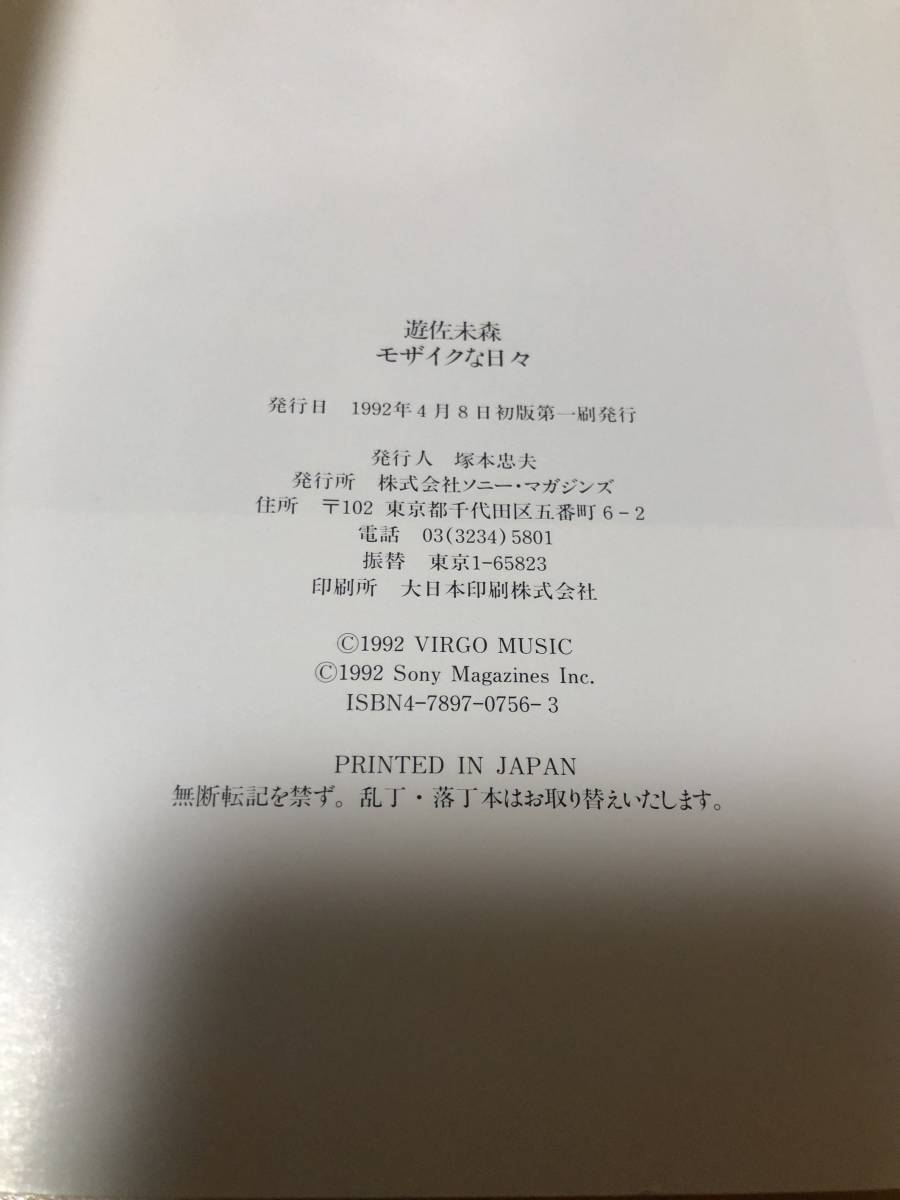 遊佐未森
モザイクな日々
発行日 1992年4月8日初版第一刷発行
発行人 塚本忠夫
発行所 株式会社ソニー・マガジンズ
住所 〒102 東京都千代田区五番町6-2
電話 03(3234)5801
振替 東京1-65823
印刷所 大日本印刷株式会社
©1992 VIRGO MUSIC
©1992 Sony Magazines Inc.
ISBN4-7897-0756-3
PRINTED IN JAPAN
無断転記を禁ず。乱丁・落丁本はお取り替えいたします。